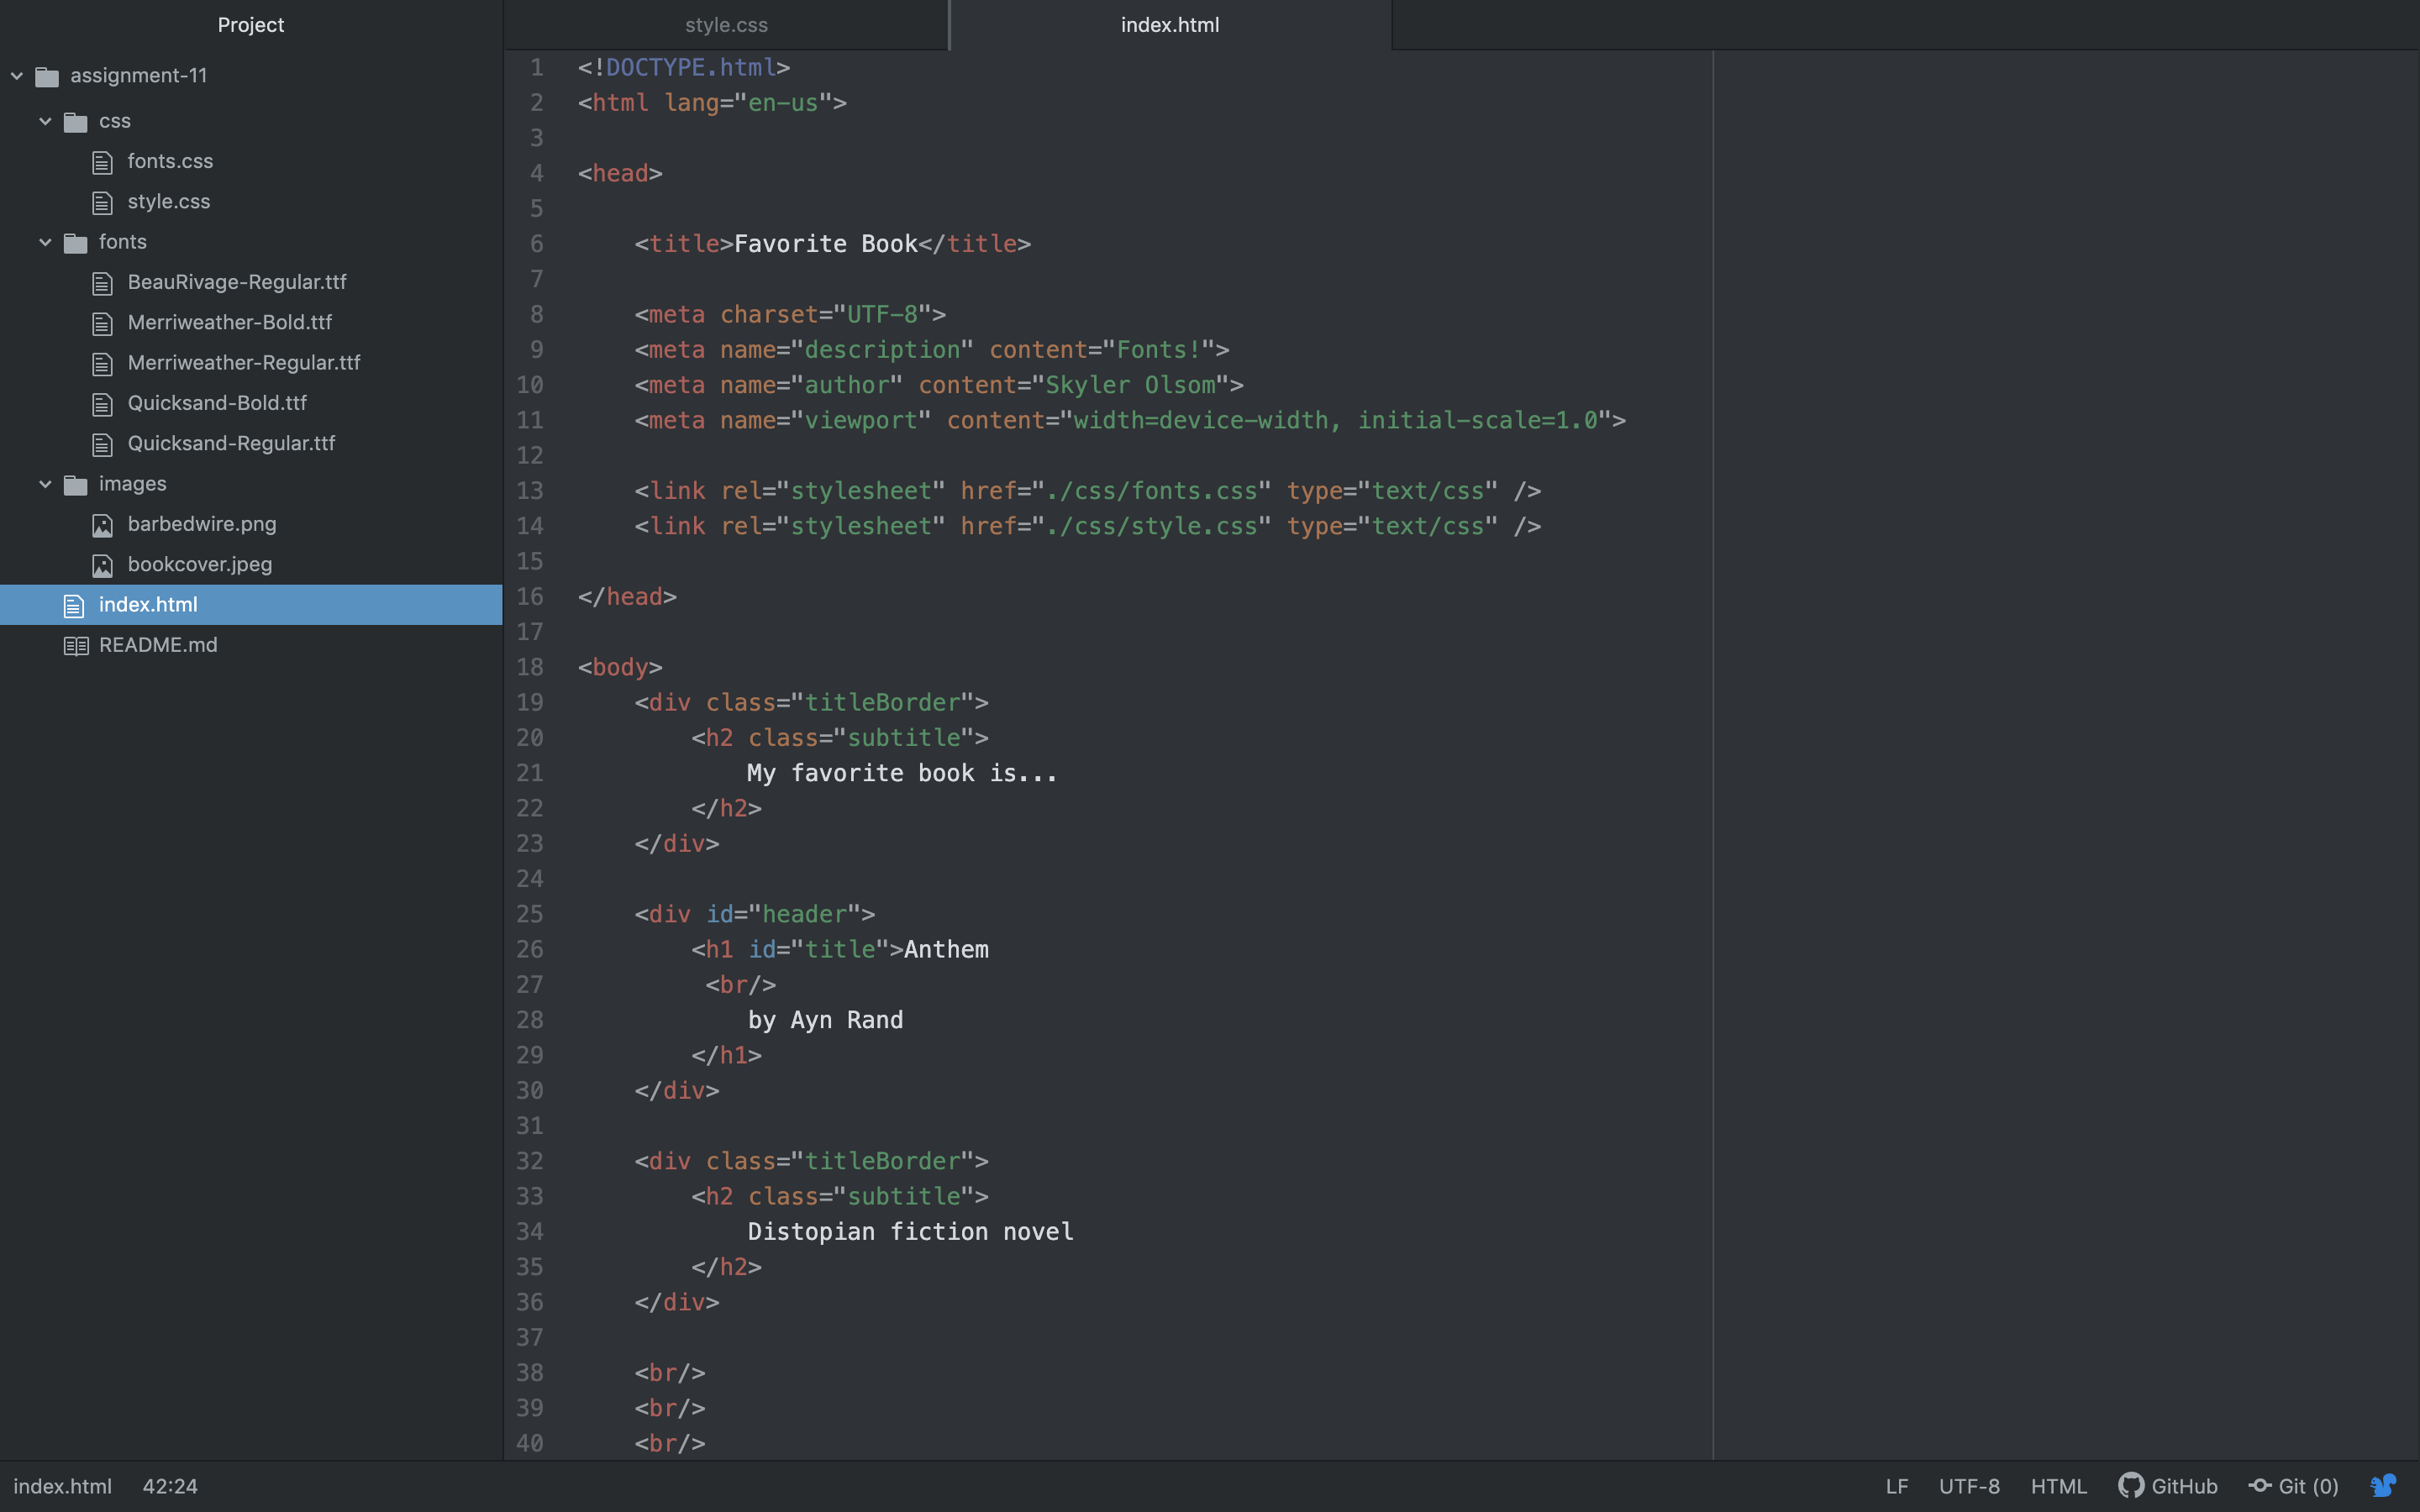 Project
assignment-11
css
fonts.css
style.css
fonts
BeauRivage-Regular.ttf
Merriweather-Bold.ttf
Merriweather-Regular.ttf
Quicksand-Bold.ttf
Quicksand-Regular.ttf
images
barbedwire.png
bookcover.jpeg
index.html
README.md
style.css
index.html
1 <!DOCTYPE.html>
2 <html lang="en-us">
3
4 <head>
5
6     <title>Favorite Book</title>
7
8     <meta charset="UTF-8">
9     <meta name="description" content="Fonts!">
10     <meta name="author" content="Skyler Olsom">
11     <meta name="viewport" content="width=device-width, initial-scale=1.0">
12
13     <link rel="stylesheet" href="./css/fonts.css" type="text/css" />
14     <link rel="stylesheet" href="./css/style.css" type="text/css" />
15
16 </head>
17
18 <body>
19     <div class="titleBorder">
20         <h2 class="subtitle">
21             My favorite book is...
22         </h2>
23     </div>
24
25     <div id="header">
26         <h1 id="title">Anthem
27          <br/>
28             by Ayn Rand
29         </h1>
30     </div>
31
32     <div class="titleBorder">
33         <h2 class="subtitle">
34             Distopian fiction novel
35         </h2>
36     </div>
37
38     <br/>
39     <br/>
40     <br/>
index.html 42:24 LF UTF-8 HTML GitHub Git (0)